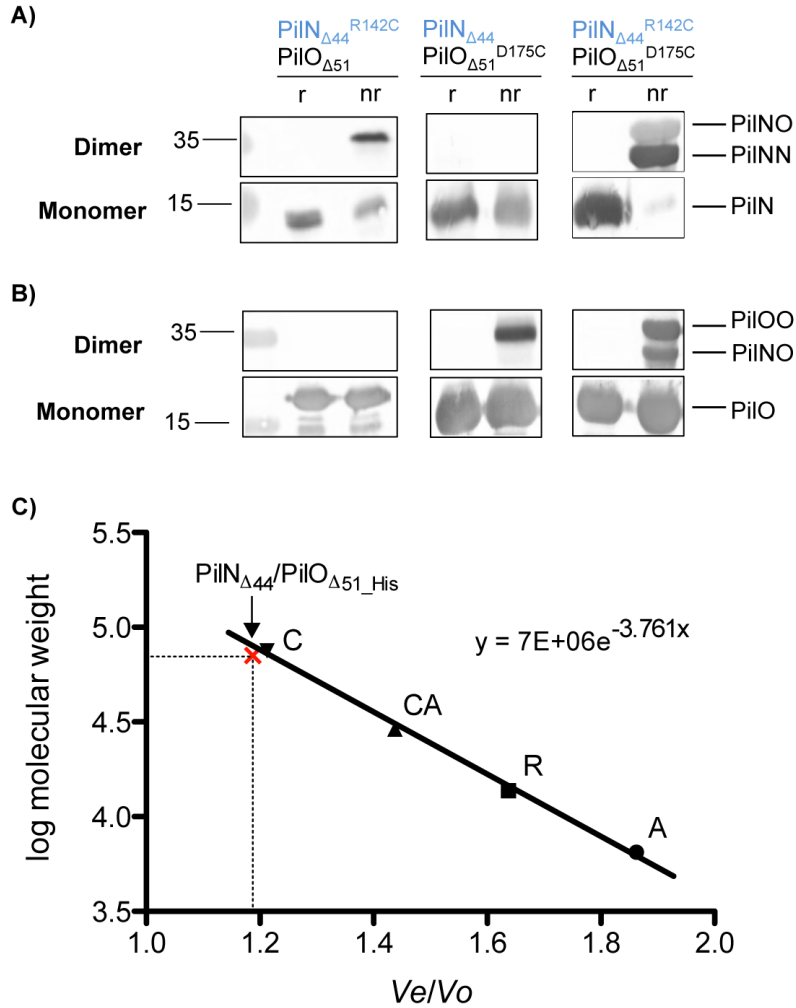 A)
PilNΔ44R142C PilNΔ44 PilNΔ44R142C
PilOΔ51 PilOΔ51D175C PilOΔ51D175C
r nr r nr r nr
Dimer 35 PilNO
PilNN
Monomer 15 PilN
B)
Dimer 35 PilOO
PilNO
Monomer 15 PilO
C)
5.5
5.0
4.5
4.0
3.5
log molecular weight
PilNΔ44/PilOΔ51_His
C
y = 7E+06e-3.761x
CA
R
A
1.0 1.2 1.4 1.6 1.8 2.0
Ve/Vo